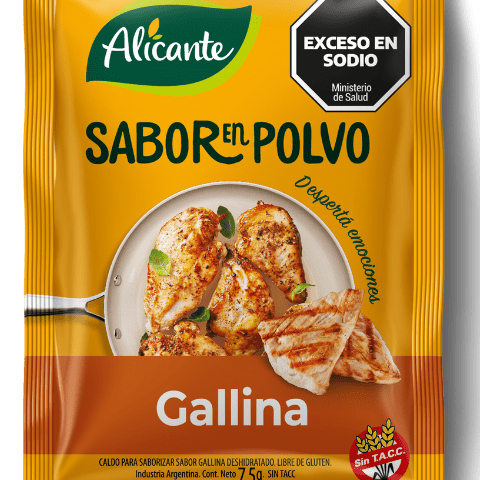 Alicante
EXCESO EN
SODIO
Ministerio
de Salud
SABOR EN POLVO
Despertá emociones
Gallina
Sin T.A.C.C.
CALDO PARA SABORIZAR SABOR GALLINA DESHIDRATADO. LIBRE DE GLUTEN.
Industria Argentina. Cont. Neto 7,5g. SIN TACC